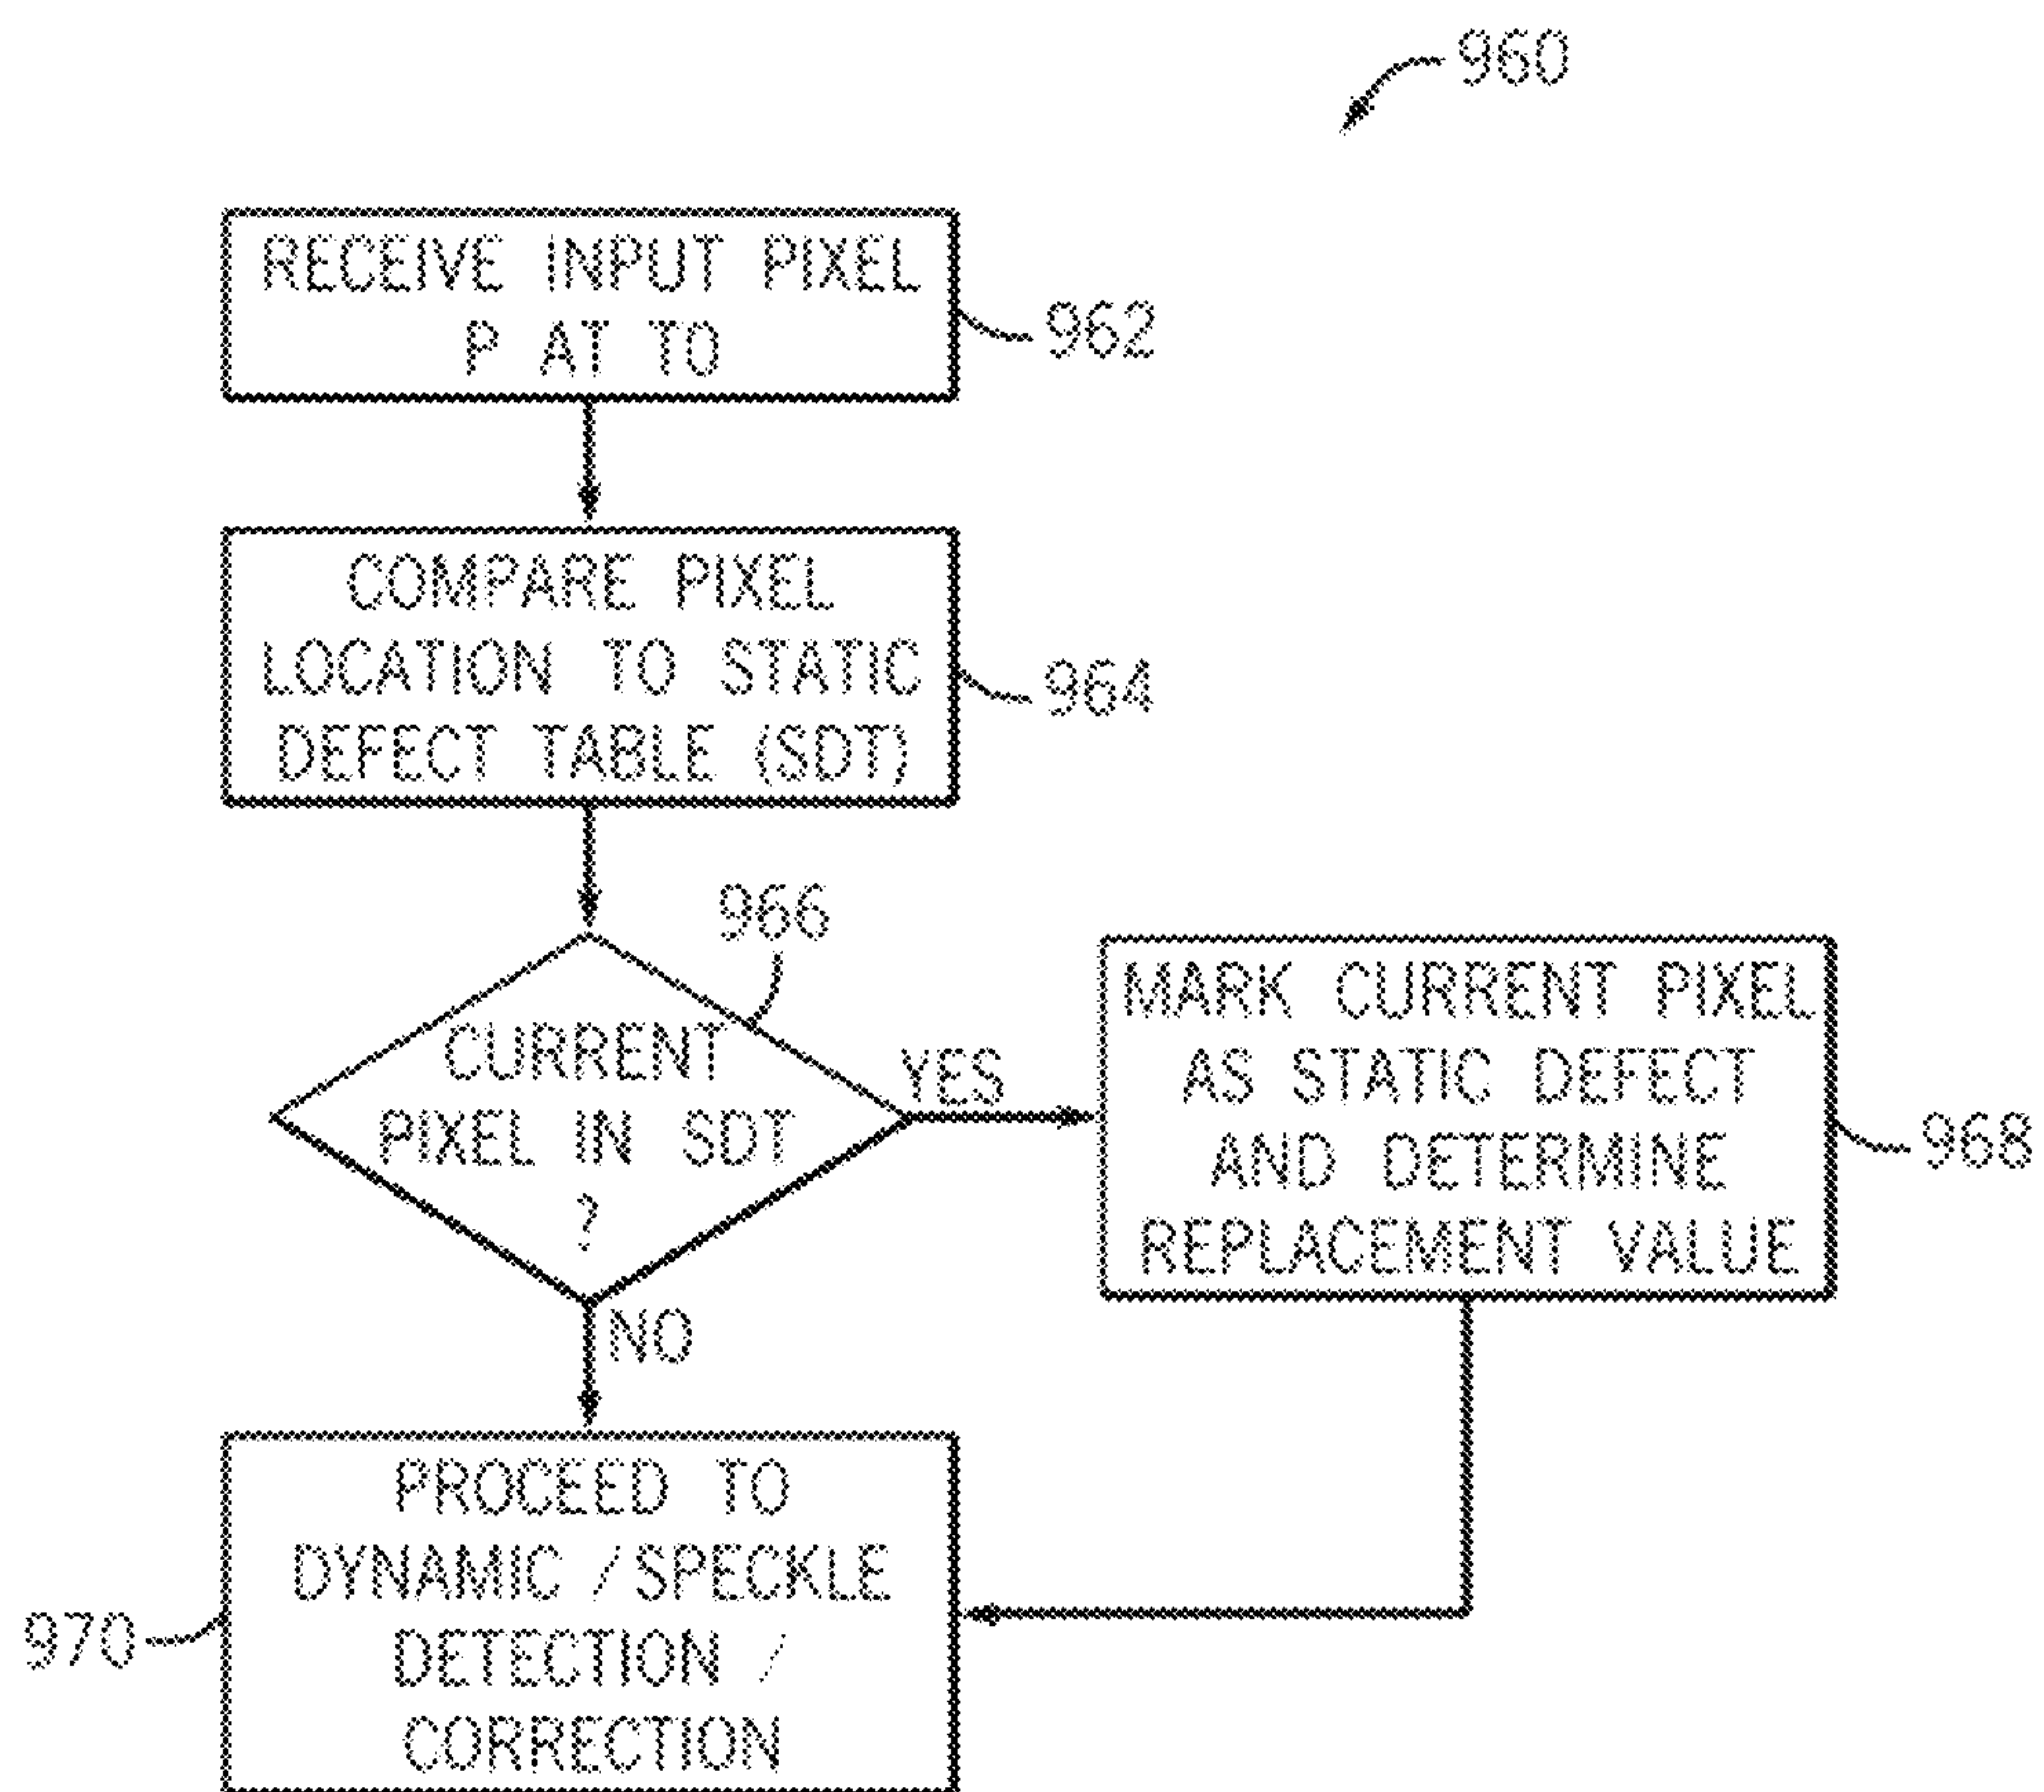 960
RECEIVE INPUT PIXEL
P AT TO
962
COMPARE PIXEL
LOCATION TO STATIC
DEFECT TABLE (SDT)
964
966
CURRENT
PIXEL IN SDT
?
YES
MARK CURRENT PIXEL
AS STATIC DEFECT
AND DETERMINE
REPLACEMENT VALUE
968
NO
PROCEED TO
DYNAMIC / SPECKLE
DETECTION /
CORRECTION
970